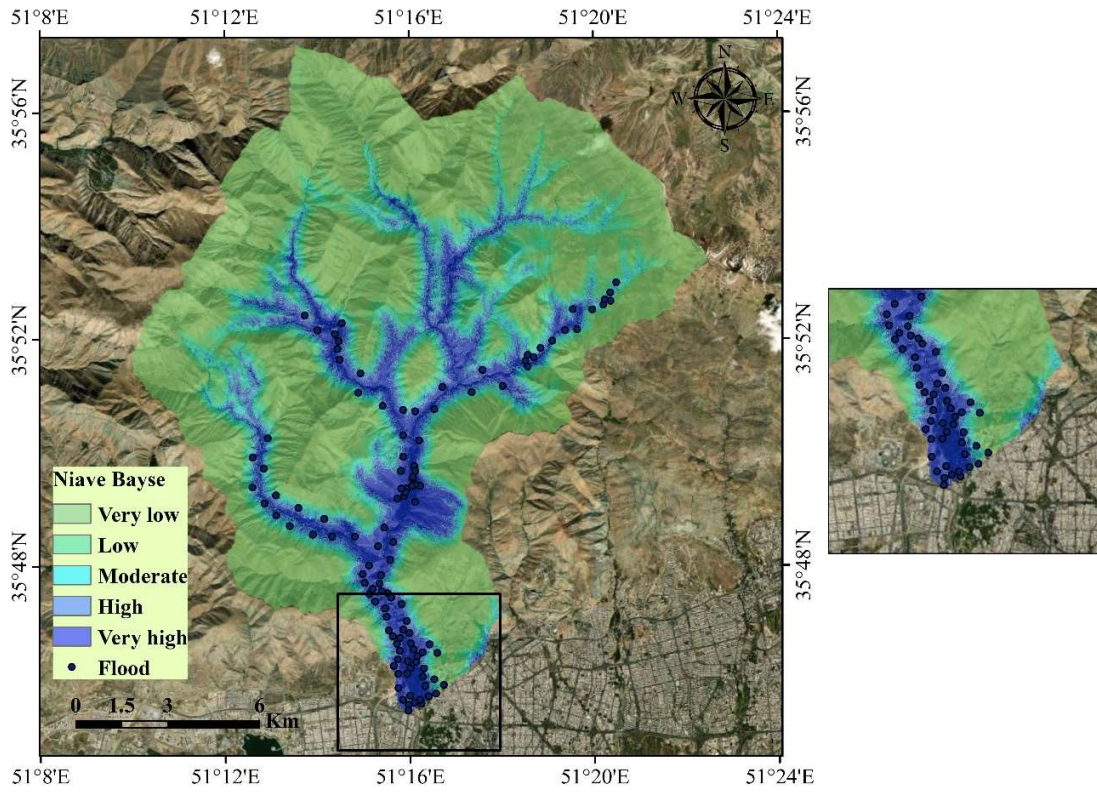 51°8'E 51°12'E 51°16'E 51°20'E 51°24'E
N
W E
S
35°56'N 35°56'N
35°52'N 35°52'N
35°48'N 35°48'N
Niave Bayse
Very low
Low
Moderate
High
Very high
Flood
0 1.5 3 6
Km
51°8'E 51°12'E 51°16'E 51°20'E 51°24'E